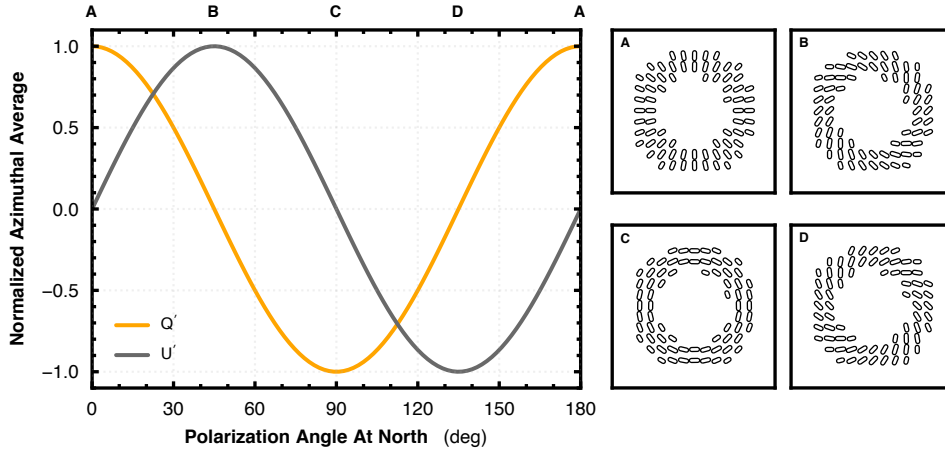 A B C D A
Normalized Azimuthal Average
1.0
0.5
0.0
−0.5
−1.0
Q′
U′
0 30 60 90 120 150 180
Polarization Angle At North (deg)
A
B
C
D